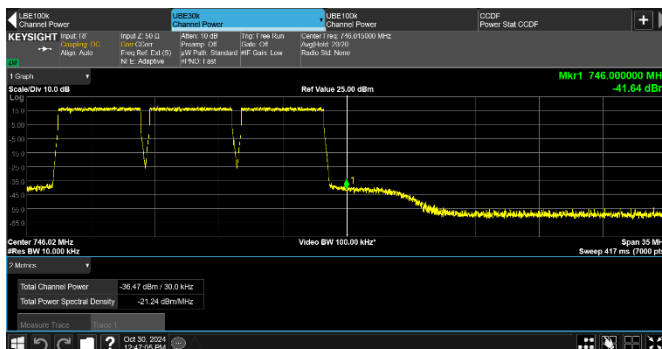 LBE100k
Channel Power
UBE30k
Channel Power
UBE100k
Channel Power
CCDF
Power Stat CCDF
+
KEYSIGHT
Input: RF
Coupling: DC
Align: Auto
Input Z: 50 Ω
Corr CCorr
Freq Ref: Ext (S)
NFE: Adaptive
Atten: 10 dB
Preamp: Off
µW Path: Standard
#PNO: Fast
Trig: Free Run
Gate: Off
#IF Gain: Low
Center Freq: 746.015000 MHz
Avg|Hold: 20/20
Radio Std: None
1 Graph
Scale/Div 10.0 dB
Ref Value 25.00 dBm
Mkr1 746.000000 MH
-41.64 dBr
Log
15.0
5.00
-5.00
-15.0
-25.0
-35.0
-45.0
-55.0
-65.0
1
Center 746.02 MHz
#Res BW 10.000 kHz
Video BW 100.00 kHz*
Span 35 MH
Sweep 417 ms (7000 pts
2 Metrics
Total Channel Power
-36.47 dBm / 30.0 kHz
Total Power Spectral Density
-21.24 dBm/MHz
Measure Trace
Trace 1
?
Oct 30, 2024
12:47:05 PM